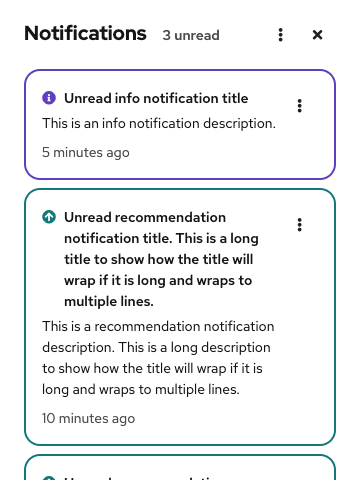 Notifications 3 unread
Unread info notification title
This is an info notification description.
5 minutes ago
Unread recommendation
notification title. This is a long
title to show how the title will
wrap if it is long and wraps to
multiple lines.
This is a recommendation notification
description. This is a long description
to show how the title will wrap if it is
long and wraps to multiple lines.
10 minutes ago